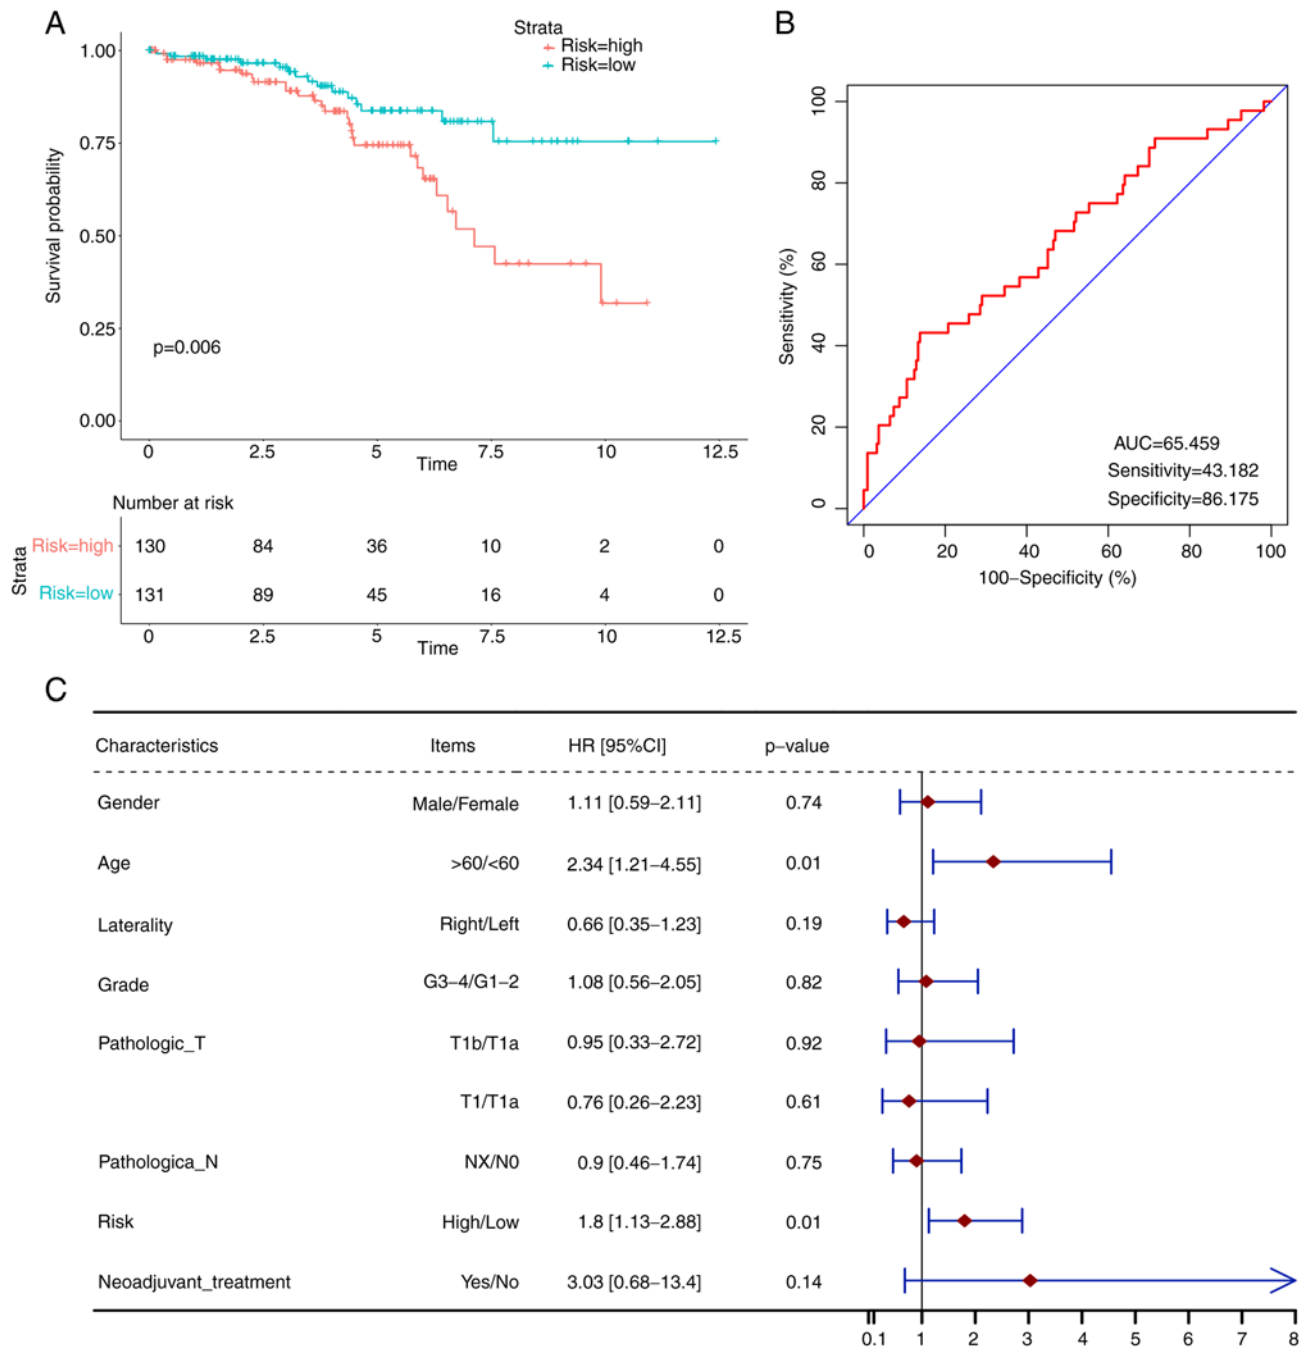 A
Strata
Risk=high
Risk=low
1.00
0.75
0.50
0.25
0.00
Survival probability
p=0.006
0 2.5 5 7.5 10 12.5
Time
Number at risk
Strata
Risk=high 130 84 36 10 2 0
Risk=low 131 89 45 16 4 0
0 2.5 5 7.5 10 12.5
Time
B
100
80
60
40
20
0
Sensitivity (%)
AUC=65.459
Sensitivity=43.182
Specificity=86.175
0 20 40 60 80 100
100–Specificity (%)
C
Characteristics Items HR [95%CI] p–value
Gender Male/Female 1.11 [0.59–2.11] 0.74
Age >60/<60 2.34 [1.21–4.55] 0.01
Laterality Right/Left 0.66 [0.35–1.23] 0.19
Grade G3–4/G1–2 1.08 [0.56–2.05] 0.82
Pathologic_T T1b/T1a 0.95 [0.33–2.72] 0.92
T1/T1a 0.76 [0.26–2.23] 0.61
Pathologica_N NX/N0 0.9 [0.46–1.74] 0.75
Risk High/Low 1.8 [1.13–2.88] 0.01
Neoadjuvant_treatment Yes/No 3.03 [0.68–13.4] 0.14
0.1 1 2 3 4 5 6 7 8